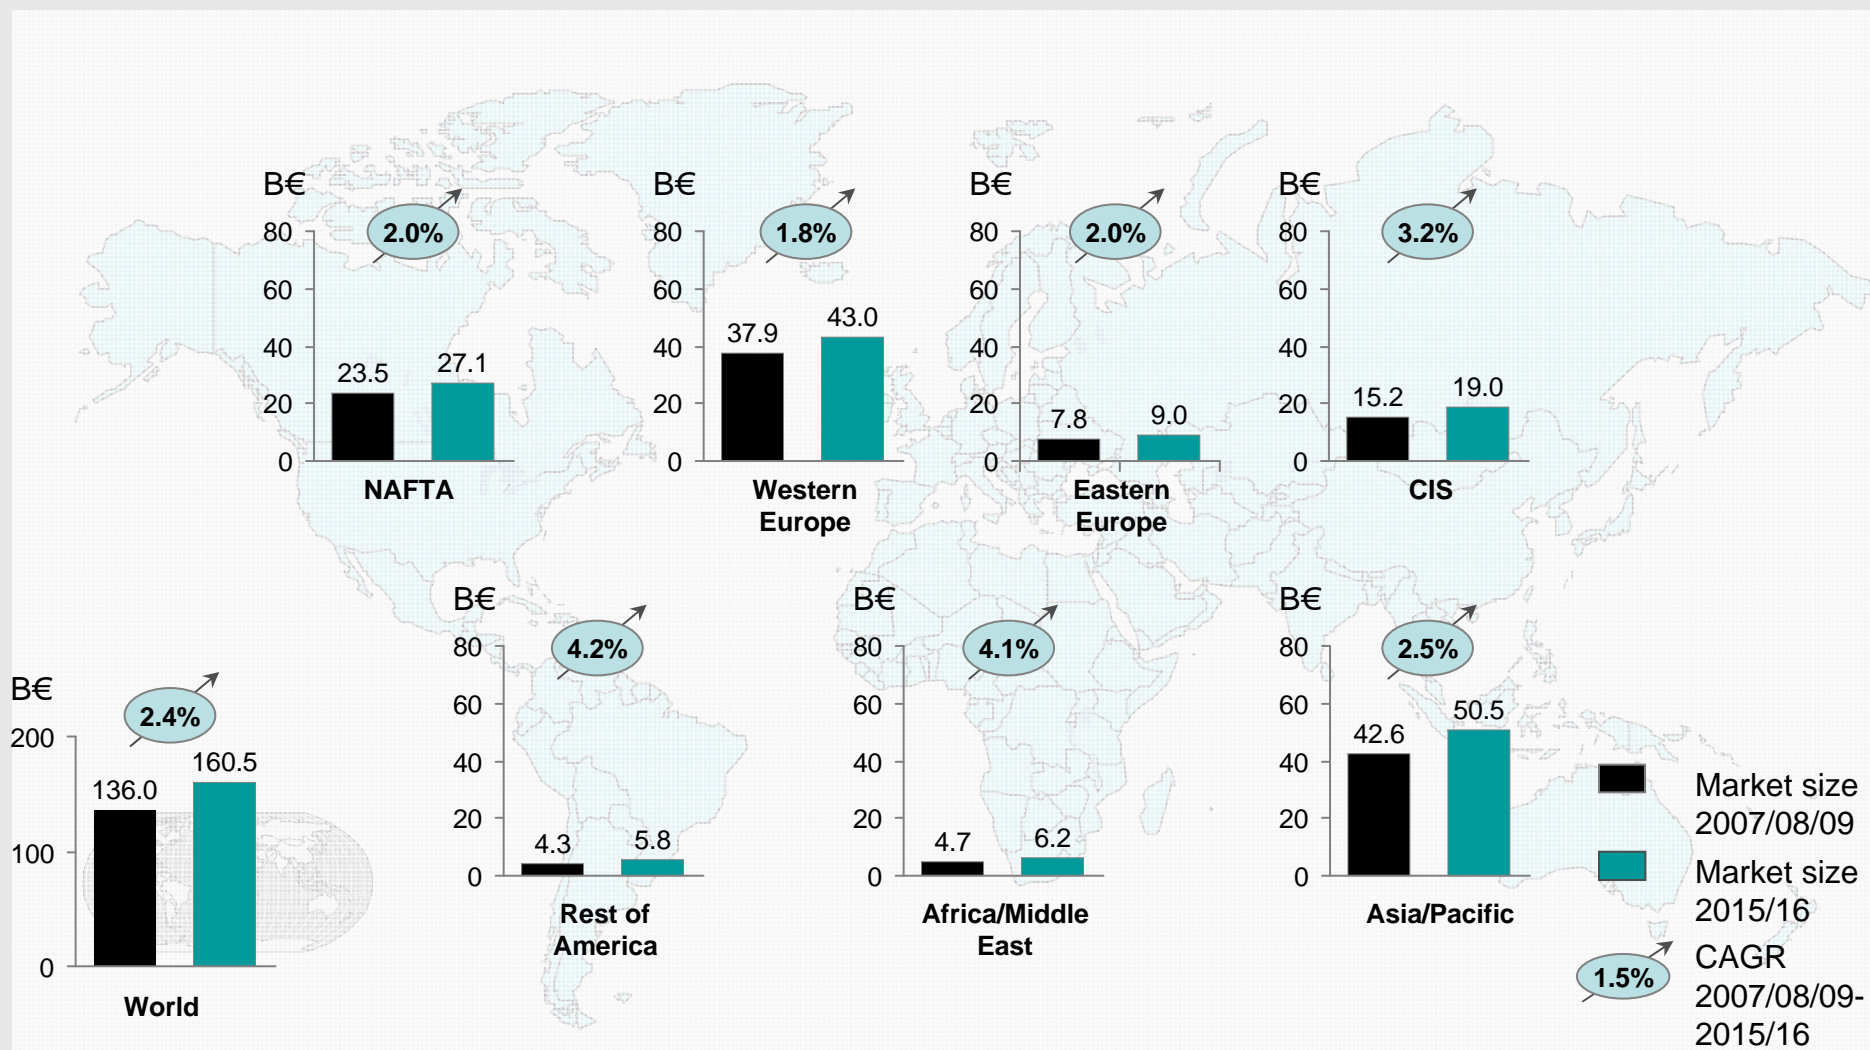 B€
2.0%
80
60
40
20
0
23.5
27.1
NAFTA
B€
1.8%
80
60
40
20
0
37.9
43.0
Western
Europe
B€
2.0%
80
60
40
20
0
7.8
9.0
Eastern
Europe
B€
3.2%
80
60
40
20
0
15.2
19.0
CIS
B€
2.4%
200
100
0
136.0
160.5
World
B€
4.2%
80
60
40
20
0
4.3
5.8
Rest of
America
B€
4.1%
80
60
40
20
0
4.7
6.2
Africa/Middle
East
B€
2.5%
80
60
40
20
0
42.6
50.5
Asia/Pacific
Market size
2007/08/09
Market size
2015/16
1.5%
CAGR
2007/08/09-
2015/16